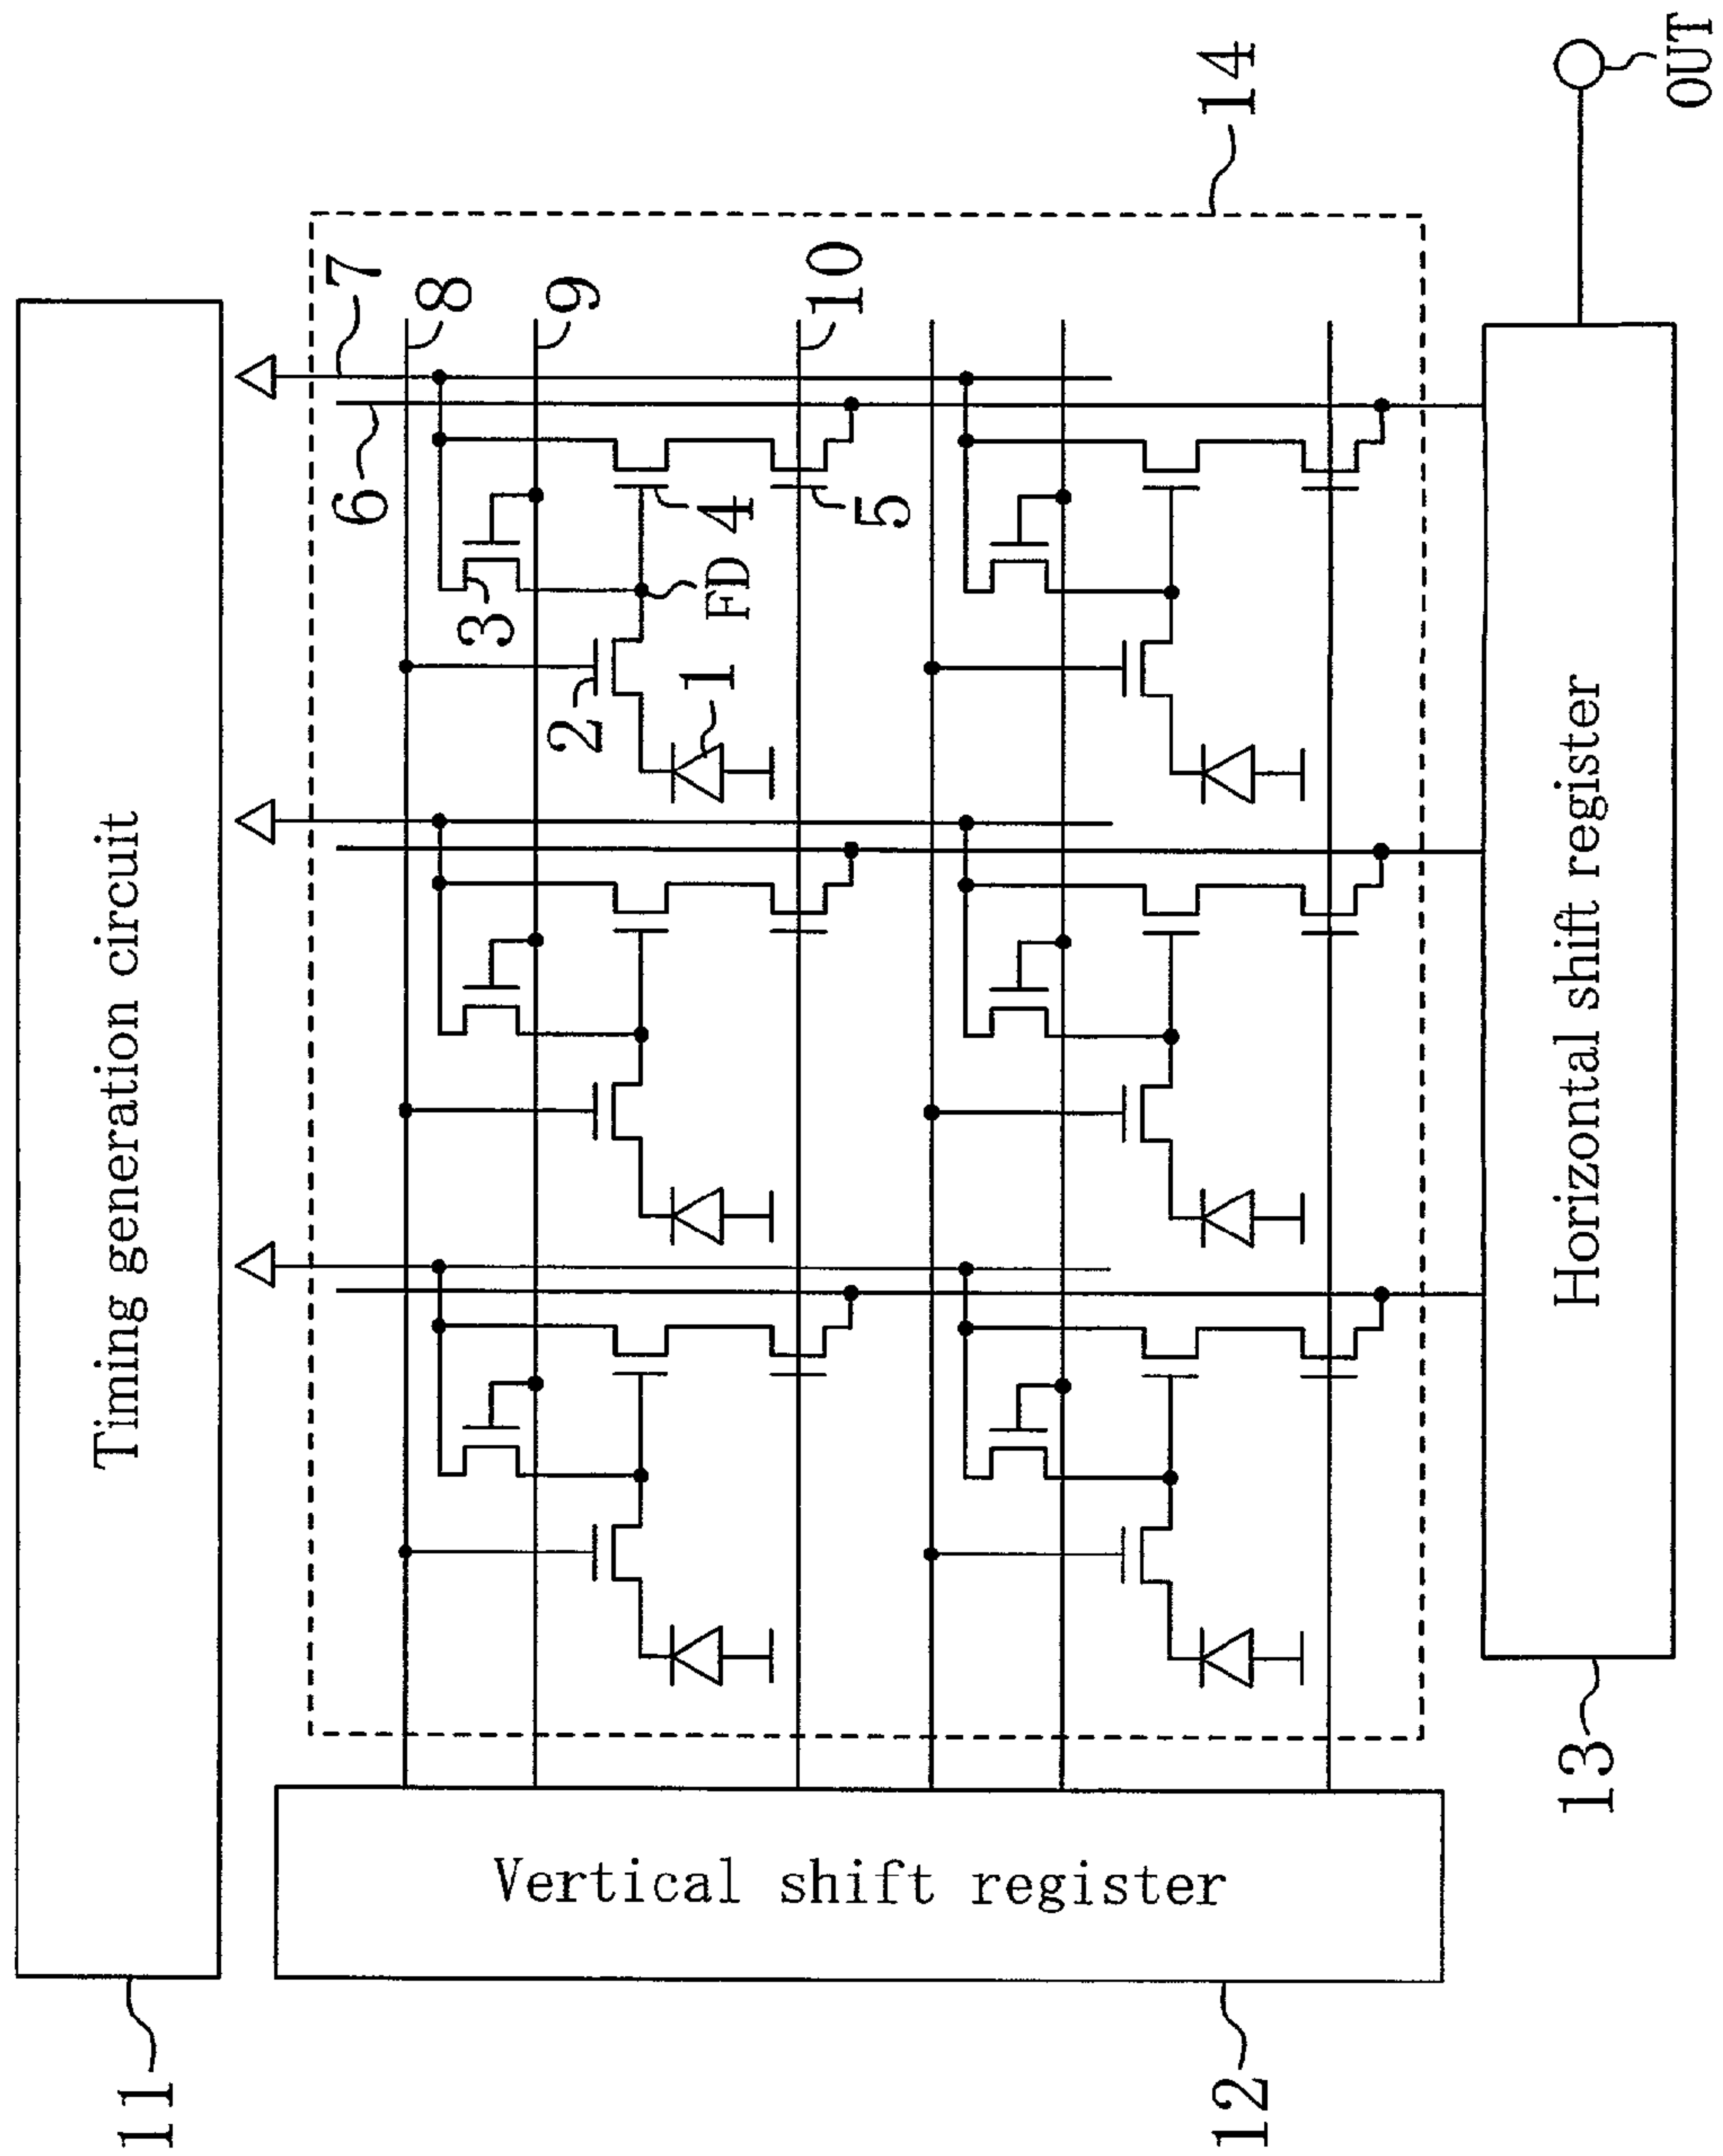 11
Timing generation circuit
7
8
9
10
14
6
3
4
5
2
FD
1
12
Vertical shift register
13
Horizontal shift register
OUT